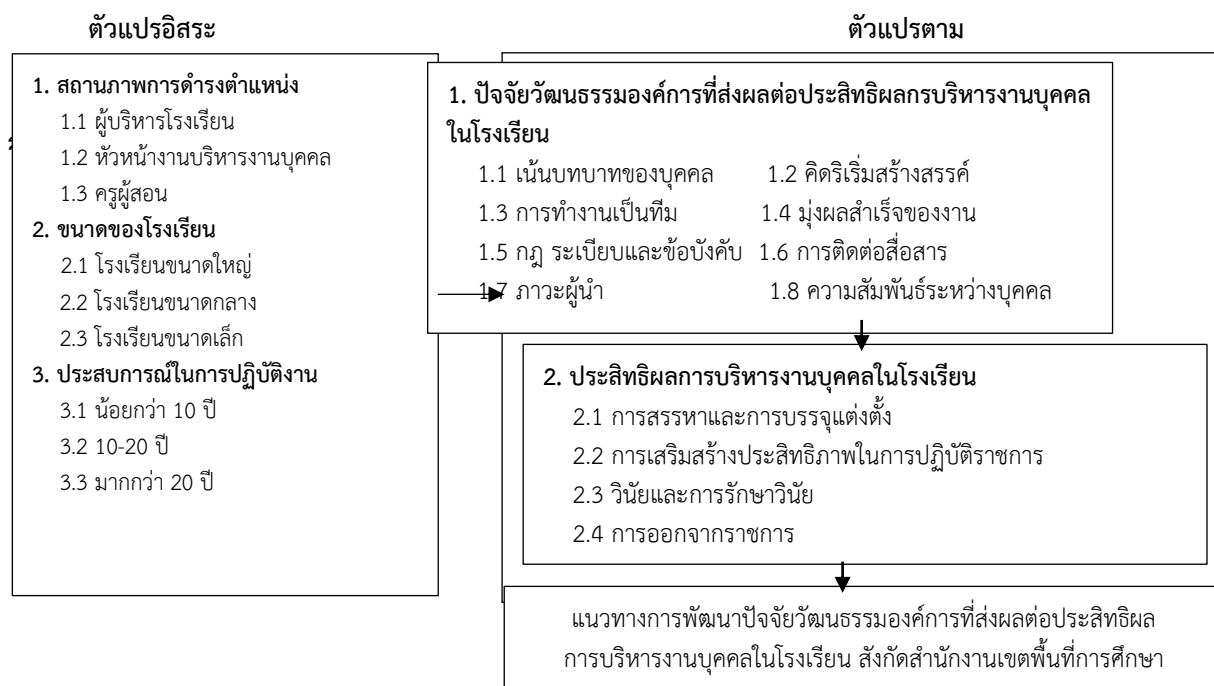 ตัวแปรอิสระ
1. สถานภาพการดำรงตำแหน่ง
1.1 ผู้บริหารโรงเรียน
1.2 หัวหน้างานบริหารงานบุคคล
1.3 ครูผู้สอน
2. ขนาดของโรงเรียน
2.1 โรงเรียนขนาดใหญ่
2.2 โรงเรียนขนาดกลาง
2.3 โรงเรียนขนาดเล็ก
3. ประสบการณ์ในการปฏิบัติงาน
3.1 น้อยกว่า 10 ปี
3.2 10-20 ปี
3.3 มากกว่า 20 ปี
ตัวแปรตาม
1. ปัจจัยวัฒนธรรมองค์การที่ส่งผลต่อประสิทธิผลกรบริหารงานบุคคล
ในโรงเรียน
1.1 เน้นบทบาทของบุคคล 1.2 คิดริเริ่มสร้างสรรค์
1.3 การทำงานเป็นทีม 1.4 มุ่งผลสำเร็จของงาน
1.5 กฎ ระเบียบและข้อบังคับ 1.6 การติดต่อสื่อสาร
1.7 ภาวะผู้นำ 1.8 ความสัมพันธ์ระหว่างบุคคล
2. ประสิทธิผลการบริหารงานบุคคลในโรงเรียน
2.1 การสรรหาและการบรรจุแต่งตั้ง
2.2 การเสริมสร้างประสิทธิภาพในการปฏิบัติราชการ
2.3 วินัยและการรักษาวินัย
2.4 การออกจากราชการ
แนวทางการพัฒนาปัจจัยวัฒนธรรมองค์การที่ส่งผลต่อประสิทธิผล
การบริหารงานบุคคลในโรงเรียน สังกัดสำนักงานเขตพื้นที่การศึกษา